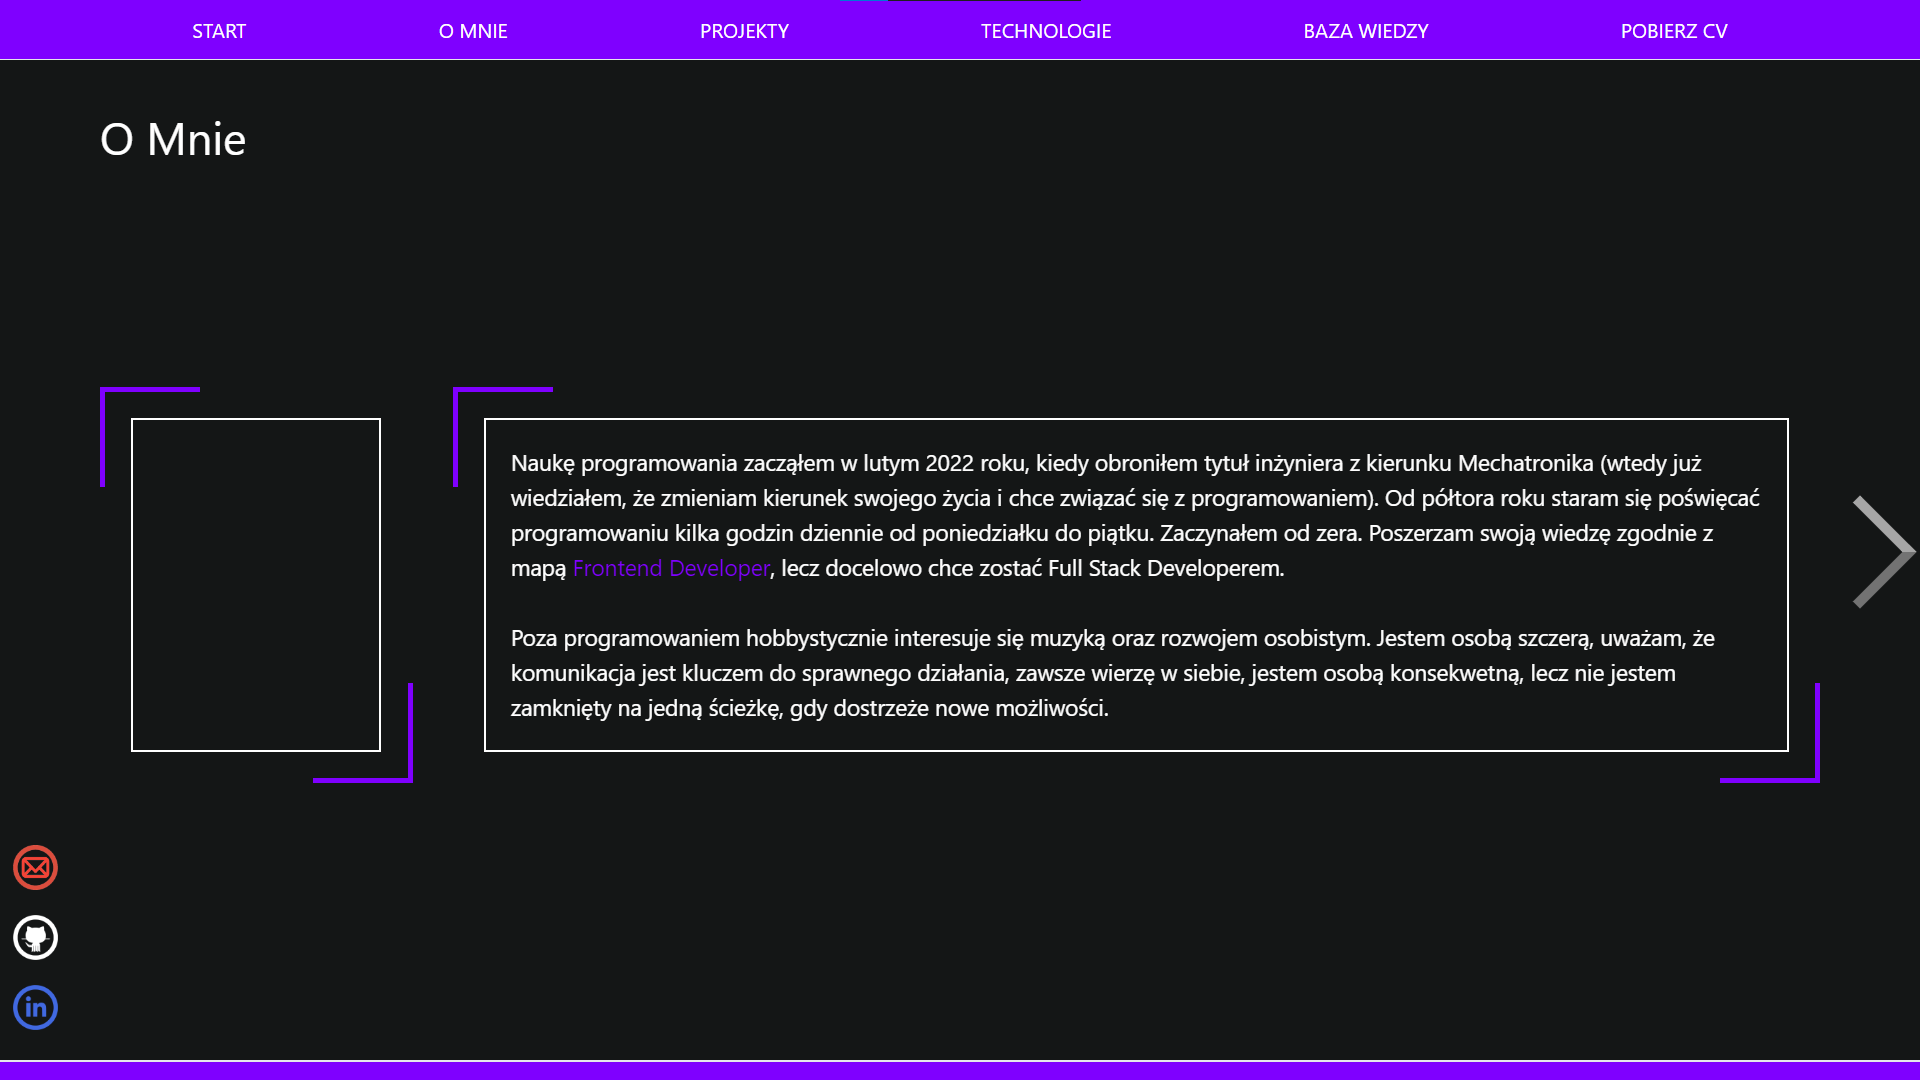 START
O MNIE
PROJEKTY
TECHNOLOGIE
BAZA WIEDZY
POBIERZ CV
O Mnie
Naukę programowania zacząłem w lutym 2022 roku, kiedy obroniłem tytuł inżyniera z kierunku Mechatronika (wtedy już
wiedziałem, że zmieniam kierunek swojego życia i chce związać się z programowaniem). Od półtora roku staram się poświęcać
programowaniu kilka godzin dziennie od poniedziałku do piątku. Zaczynałem od zera. Poszerzam swoją wiedzę zgodnie z
mapą Frontend Developer, lecz docelowo chce zostać Full Stack Developerem.
Poza programowaniem hobbystycznie interesuje się muzyką oraz rozwojem osobistym. Jestem osobą szczerą, uważam, że
komunikacja jest kluczem do sprawnego działania, zawsze wierzę w siebie, jestem osobą konsekwetną, lecz nie jestem
zamknięty na jedną ścieżkę, gdy dostrzeże nowe możliwości.
in